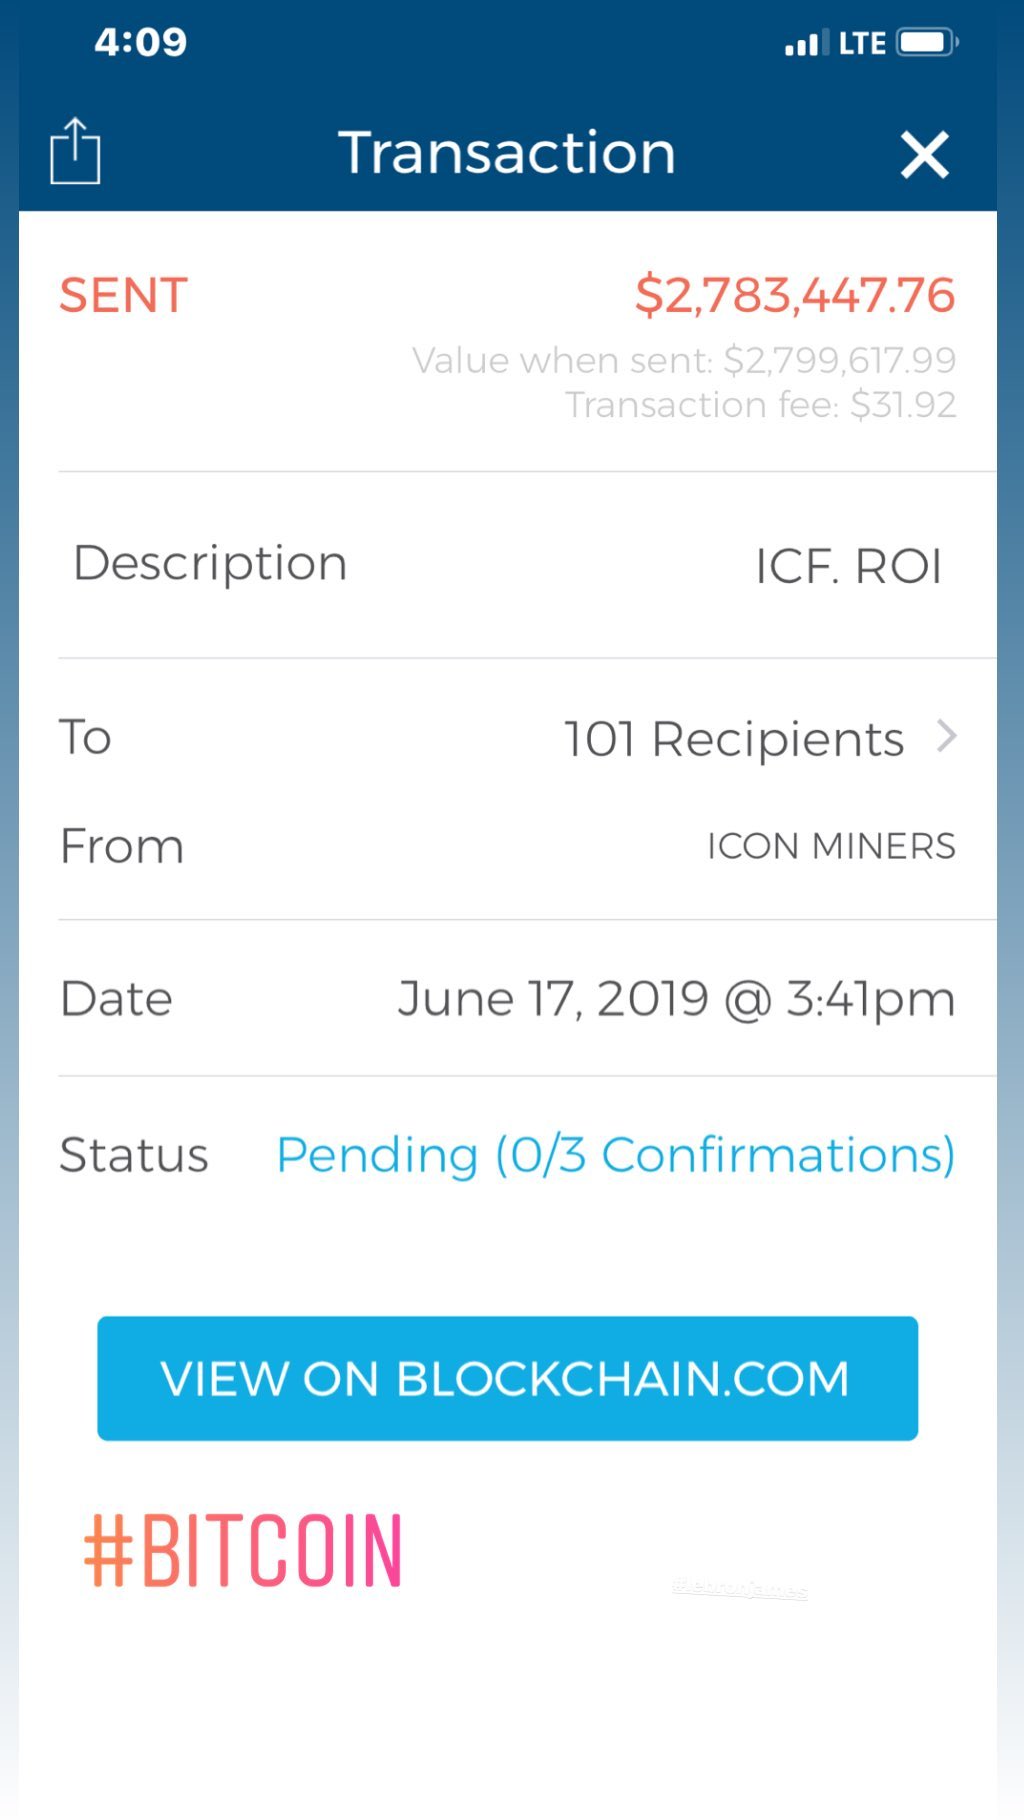 4:09 LTE
Transaction
SENT $2,783,447.76
Value when sent: $2,799,617.99
Transaction fee: $31.92
Description ICF. ROI
To 101 Recipients
From ICON MINERS
Date June 17, 2019 @ 3:41pm
Status Pending (0/3 Confirmations)
VIEW ON BLOCKCHAIN.COM
#BITCOIN
#lebronjames